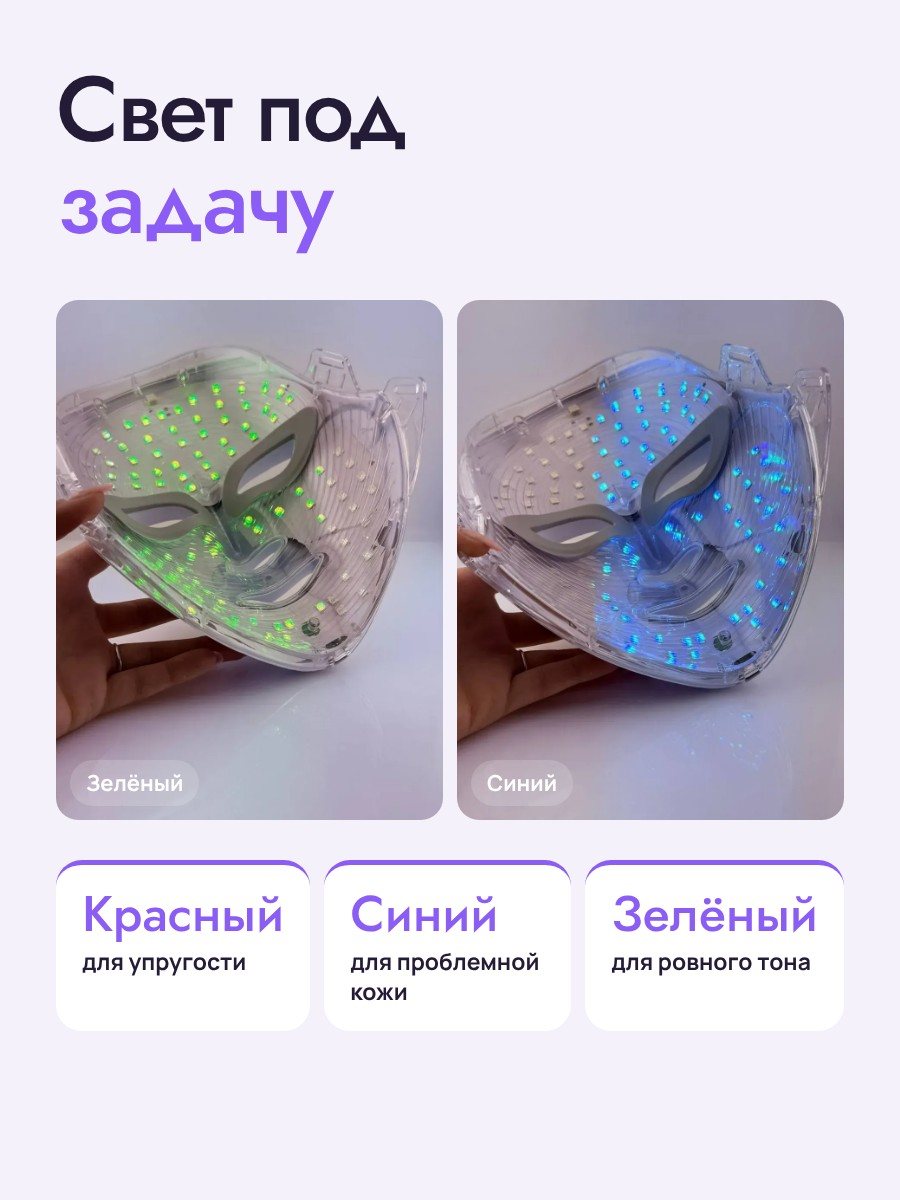 Свет под
задачу
Зелёный
Синий
Красный
для упругости
Синий
для проблемной
кожи
Зелёный
для ровного тона